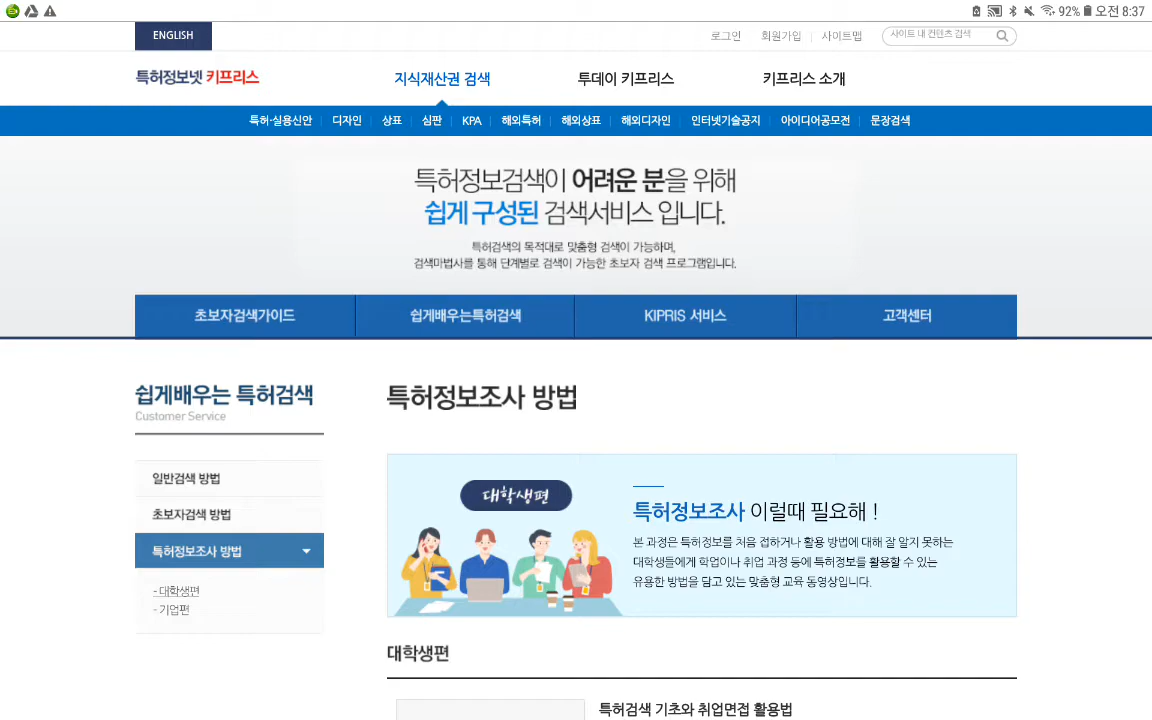 92% 오전 8:37
ENGLISH
로그인 회원가입 사이트맵 사이트 내 컨텐츠 검색
특허정보넷 키프리스 지식재산권 검색 투데이 키프리스 키프리스 소개
특허·실용신안 디자인 상표 심판 KPA 해외특허 해외상표 해외디자인 인터넷기술공지 아이디어공모전 문장검색
특허정보검색이 어려운 분을 위해
쉽게 구성된 검색서비스 입니다.
특허검색의 목적대로 맞춤형 검색이 가능하며,
검색마법사를 통해 단계별로 검색이 가능한 초보자 검색 프로그램입니다.
초보자검색가이드 쉽게배우는특허검색 KIPRIS 서비스 고객센터
쉽게배우는 특허검색
Customer Service
일반검색 방법
초보자검색 방법
특허정보조사 방법
- 대학생편
- 기업편
특허정보조사 방법
대학생편
특허정보조사 이럴때 필요해 !
본 과정은 특허정보를 처음 접하거나 활용 방법에 대해 잘 알지 못하는
대학생들에게 학업이나 취업 과정 등에 특허정보를 활용할 수 있는
유용한 방법을 담고 있는 맞춤형 교육 동영상입니다.
대학생편
특허검색 기초와 취업면접 활용법